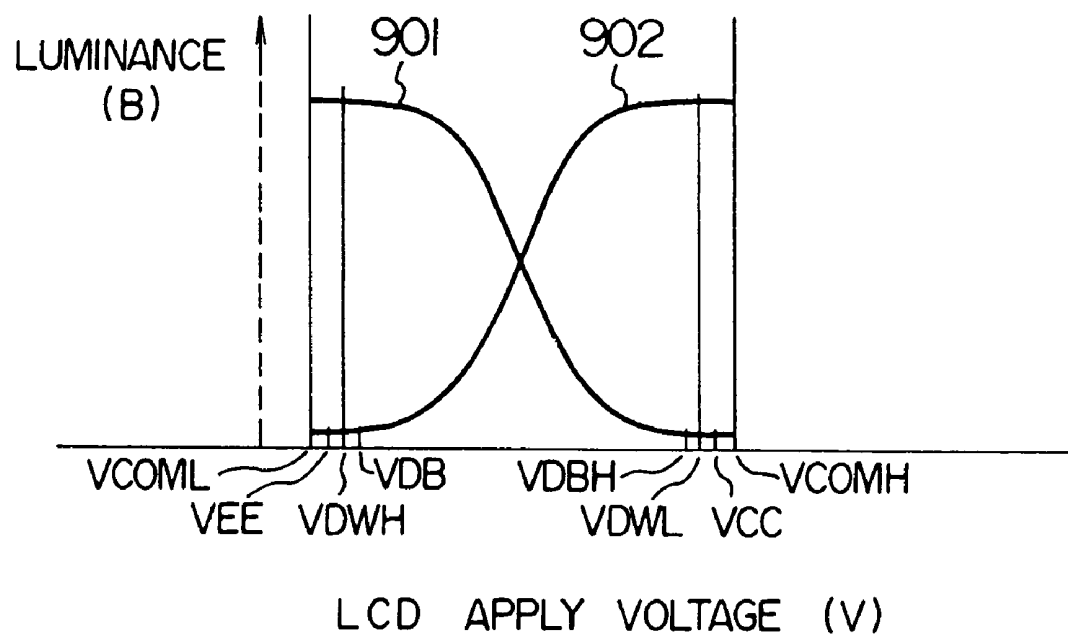 901
902
LUMINANCE
(B)
VCOML
VDB
VDBH
VCOMH
VEE
VDWH
VDWL
VCC
LCD APPLY VOLTAGE (V)